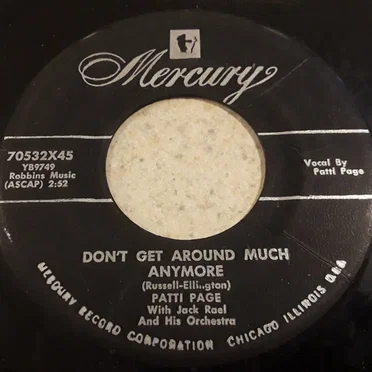 Mercury
70532X45
YB9749
Robbins Music
(ASCAP) 2:52
Vocal By
Patti Page
DON'T GET AROUND MUCH
ANYMORE
(Russell-Ellington)
PATTI PAGE
With Jack Rael
And His Orchestra
MERCURY RECORD CORPORATION CHICAGO ILLINOIS U.S.A.